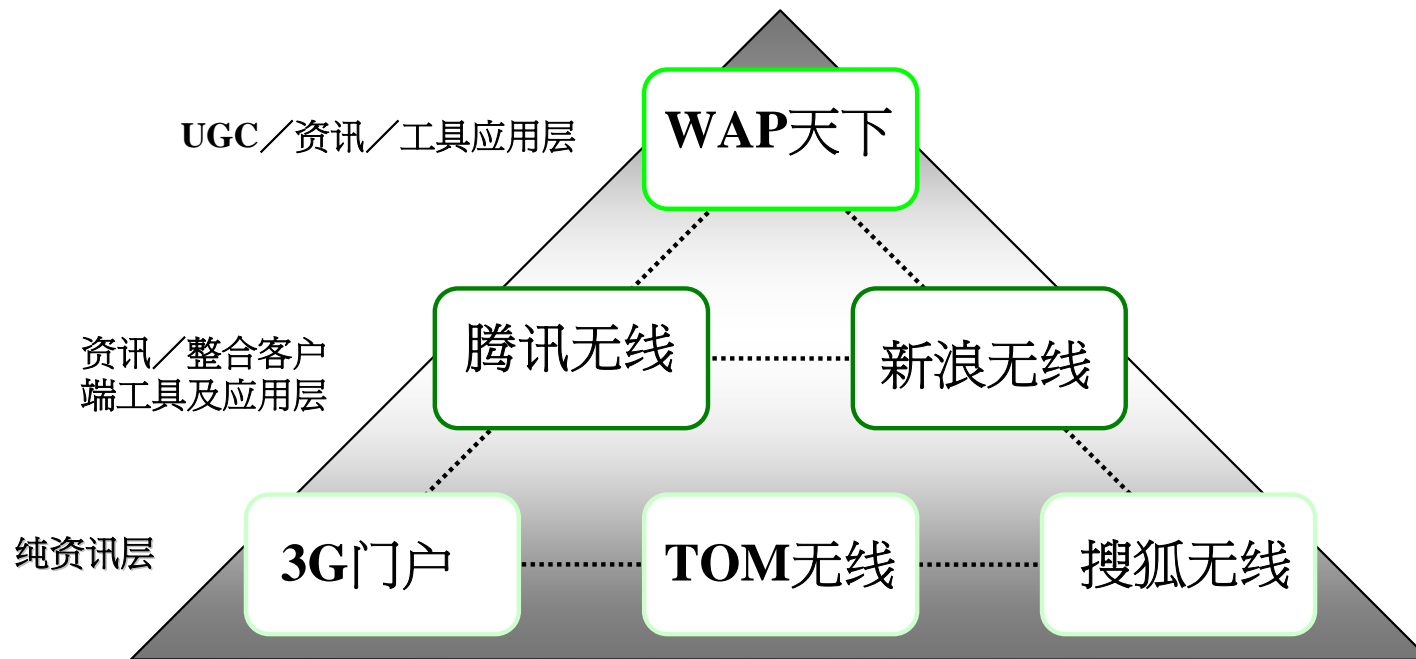 UGC／资讯／工具应用层
WAP天下
资讯／整合客户
端工具及应用层
腾讯无线
新浪无线
纯资讯层
3G门户
TOM无线
搜狐无线